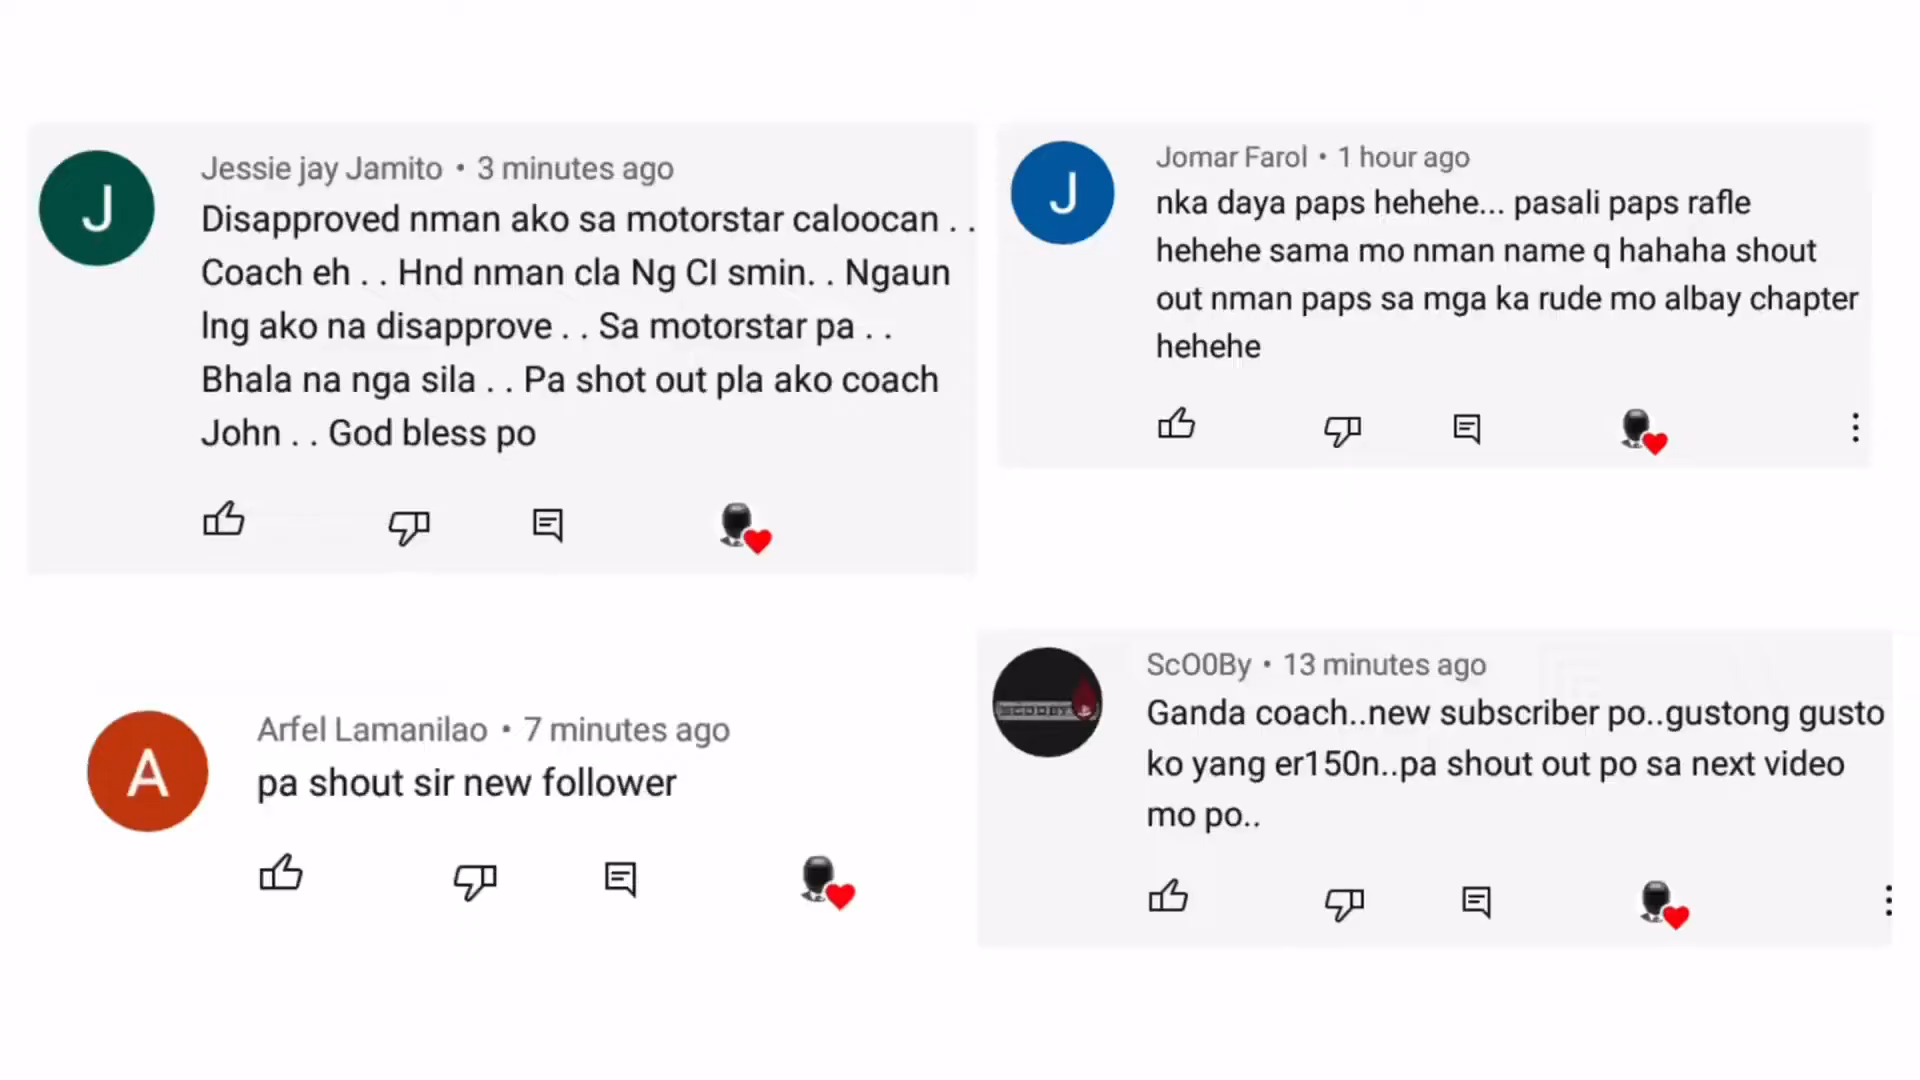 J
Jessie jay Jamito • 3 minutes ago
Disapproved nman ako sa motorstar caloocan . .
Coach eh . . Hnd nman cla Ng CI smin. . Ngaun
lng ako na disapprove . . Sa motorstar pa . .
Bhala na nga sila . . Pa shot out pla ako coach
John . . God bless po
J
Jomar Farol • 1 hour ago
nka daya paps hehehe... pasali paps rafle
hehehe sama mo nman name q hahaha shout
out nman paps sa mga ka rude mo albay chapter
hehehe
A
Arfel Lamanilao • 7 minutes ago
pa shout sir new follower
SCOOBY
ScO0By • 13 minutes ago
Ganda coach..new subscriber po..gustong gusto
ko yang er150n..pa shout out po sa next video
mo po..